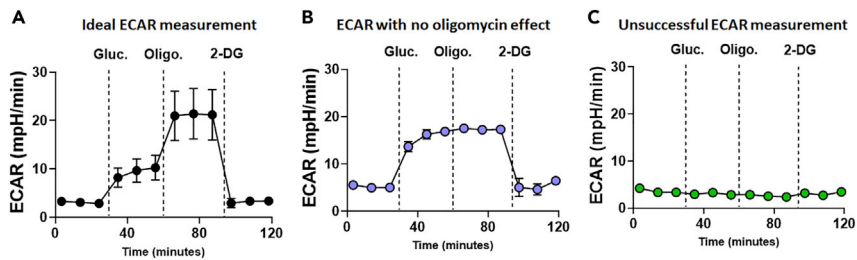 A
Ideal ECAR measurement
Gluc. Oligo. 2-DG
ECAR (mpH/min)
30
20
10
0
0 40 80 120
Time (minutes)
B
ECAR with no oligomycin effect
Gluc. Oligo. 2-DG
ECAR (mpH/min)
30
20
10
0
0 40 80 120
Time (minutes)
C
Unsuccessful ECAR measurement
Gluc. Oligo. 2-DG
ECAR (mpH/min)
30
20
10
0
0 40 80 120
Time (minutes)